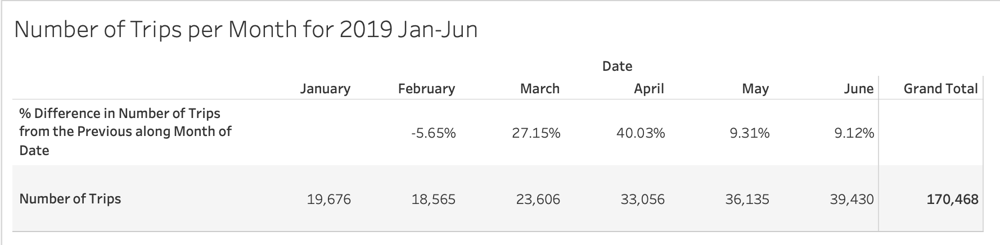 Number of Trips per Month for 2019 Jan-Jun
Date
January February March April May June Grand Total
% Difference in Number of Trips
from the Previous along Month of
Date
-5.65% 27.15% 40.03% 9.31% 9.12%
Number of Trips 19,676 18,565 23,606 33,056 36,135 39,430 170,468